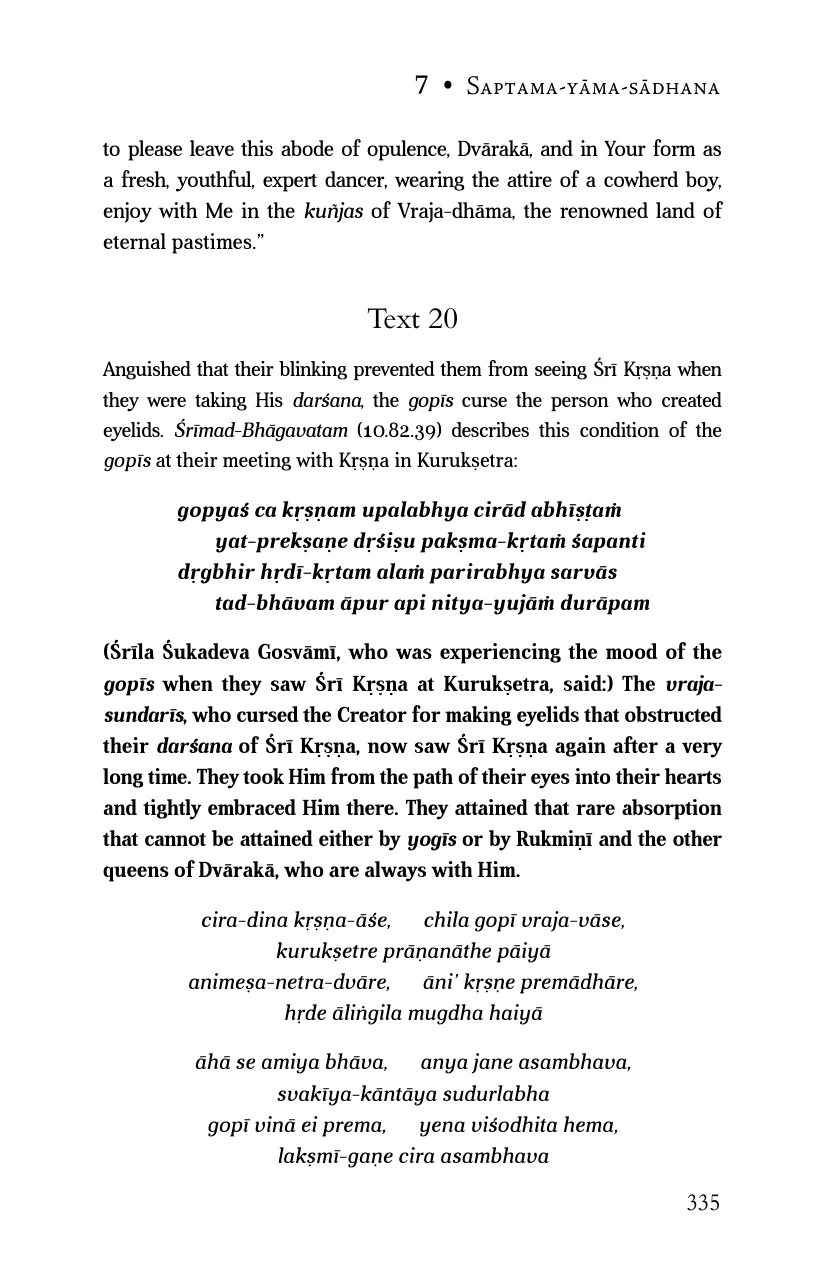 7 • Saptama-yāma-sādhana
to please leave this abode of opulence, Dvārakā, and in Your form as
a fresh, youthful, expert dancer, wearing the attire of a cowherd boy,
enjoy with Me in the kuñjas of Vraja-dhāma, the renowned land of
eternal pastimes.”
Text 20
Anguished that their blinking prevented them from seeing Śrī Kṛṣṇa when
they were taking His darśana, the gopīs curse the person who created
eyelids. Śrīmad-Bhāgavatam (10.82.39) describes this condition of the
gopīs at their meeting with Kṛṣṇa in Kurukṣetra:
gopyaś ca kṛṣṇam upalabhya cirād abhīṣṭaṁ
yat-prekṣaṇe dṛśiṣu pakṣma-kṛtaṁ śapanti
dṛgbhir hṛdī-kṛtam alaṁ parirabhya sarvās
tad-bhāvam āpur api nitya-yujāṁ durāpam
(Śrīla Śukadeva Gosvāmī, who was experiencing the mood of the
gopīs when they saw Śrī Kṛṣṇa at Kurukṣetra, said:) The vraja-
sundarīs, who cursed the Creator for making eyelids that obstructed
their darśana of Śrī Kṛṣṇa, now saw Śrī Kṛṣṇa again after a very
long time. They took Him from the path of their eyes into their hearts
and tightly embraced Him there. They attained that rare absorption
that cannot be attained either by yogīs or by Rukmiṇī and the other
queens of Dvārakā, who are always with Him.
cira-dina kṛṣṇa-āśe, chila gopī vraja-vāse,
kurukṣetre prāṇanāthe pāiyā
animeṣa-netra-dvāre, āni’ kṛṣṇe premādhāre,
hṛde āliṅgila mugdha haiyā
āhā se amiya bhāva, anya jane asambhava,
svakīya-kāntāya sudurlabha
gopī vinā ei prema, yena viśodhita hema,
lakṣmī-gaṇe cira asambhava
335